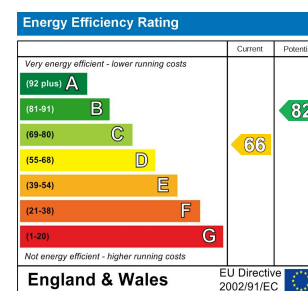 Energy Efficiency Rating
Current Potenti
Very energy efficient - lower running costs
(92 plus) A
(81-91) B 82
(69-80) C
66
(55-68) D
(39-54) E
(21-38) F
(1-20) G
Not energy efficient - higher running costs
England & Wales
EU Directive
2002/91/EC